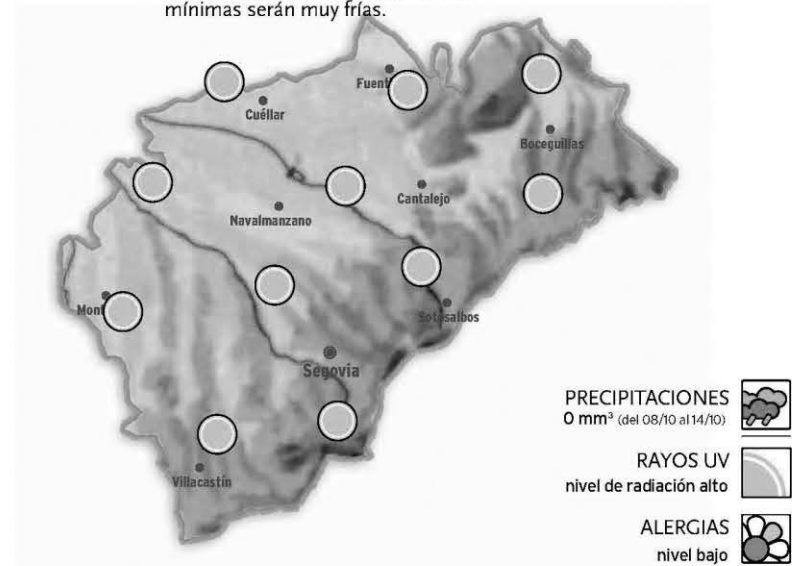 mínimas serán muy frías.
Fuent
Cuéllar
Boceguillas
Cantalejo
Navalmanzano
Mon
Sotosalbos
Segovia
Villacastín
PRECIPITACIONES
0 mm³ (del 08/10 al 14/10)
RAYOS UV
nivel de radiación alto
ALERGIAS
nivel bajo